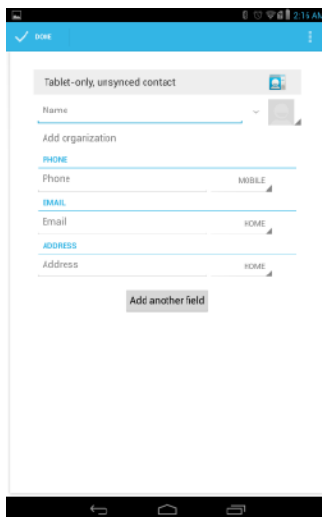 2:16 AM
DONE
Tablet-only, unsynced contact
Name
Add organization
PHONE
Phone MOBILE
EMAIL
Email HOME
ADDRESS
Address HOME
Add another field